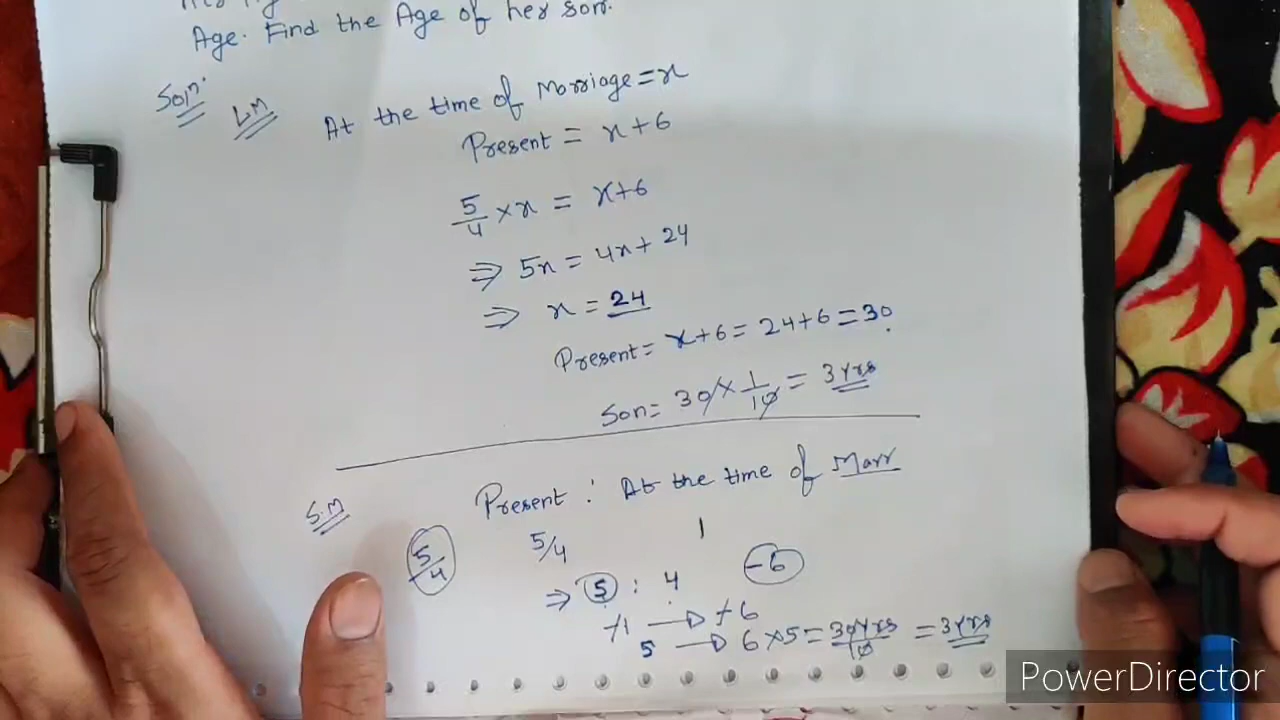 Age. Find the Age of her son.
Soln.
LM At the time of Marriage = x
Present = x+6
5/4 × x = x+6
⇒ 5x = 4x + 24
⇒ x = 24
Present = x+6 = 24+6 = 30.
Son = 30 × 1/10 = 3 yrs
S.M Present : At the time of Marr
5/4 5/4 1
⇒ 5 : 4 -6
+1 → +6
5 → 6 × 5 = 30 yrs/10 = 3 yrs
PowerDirector